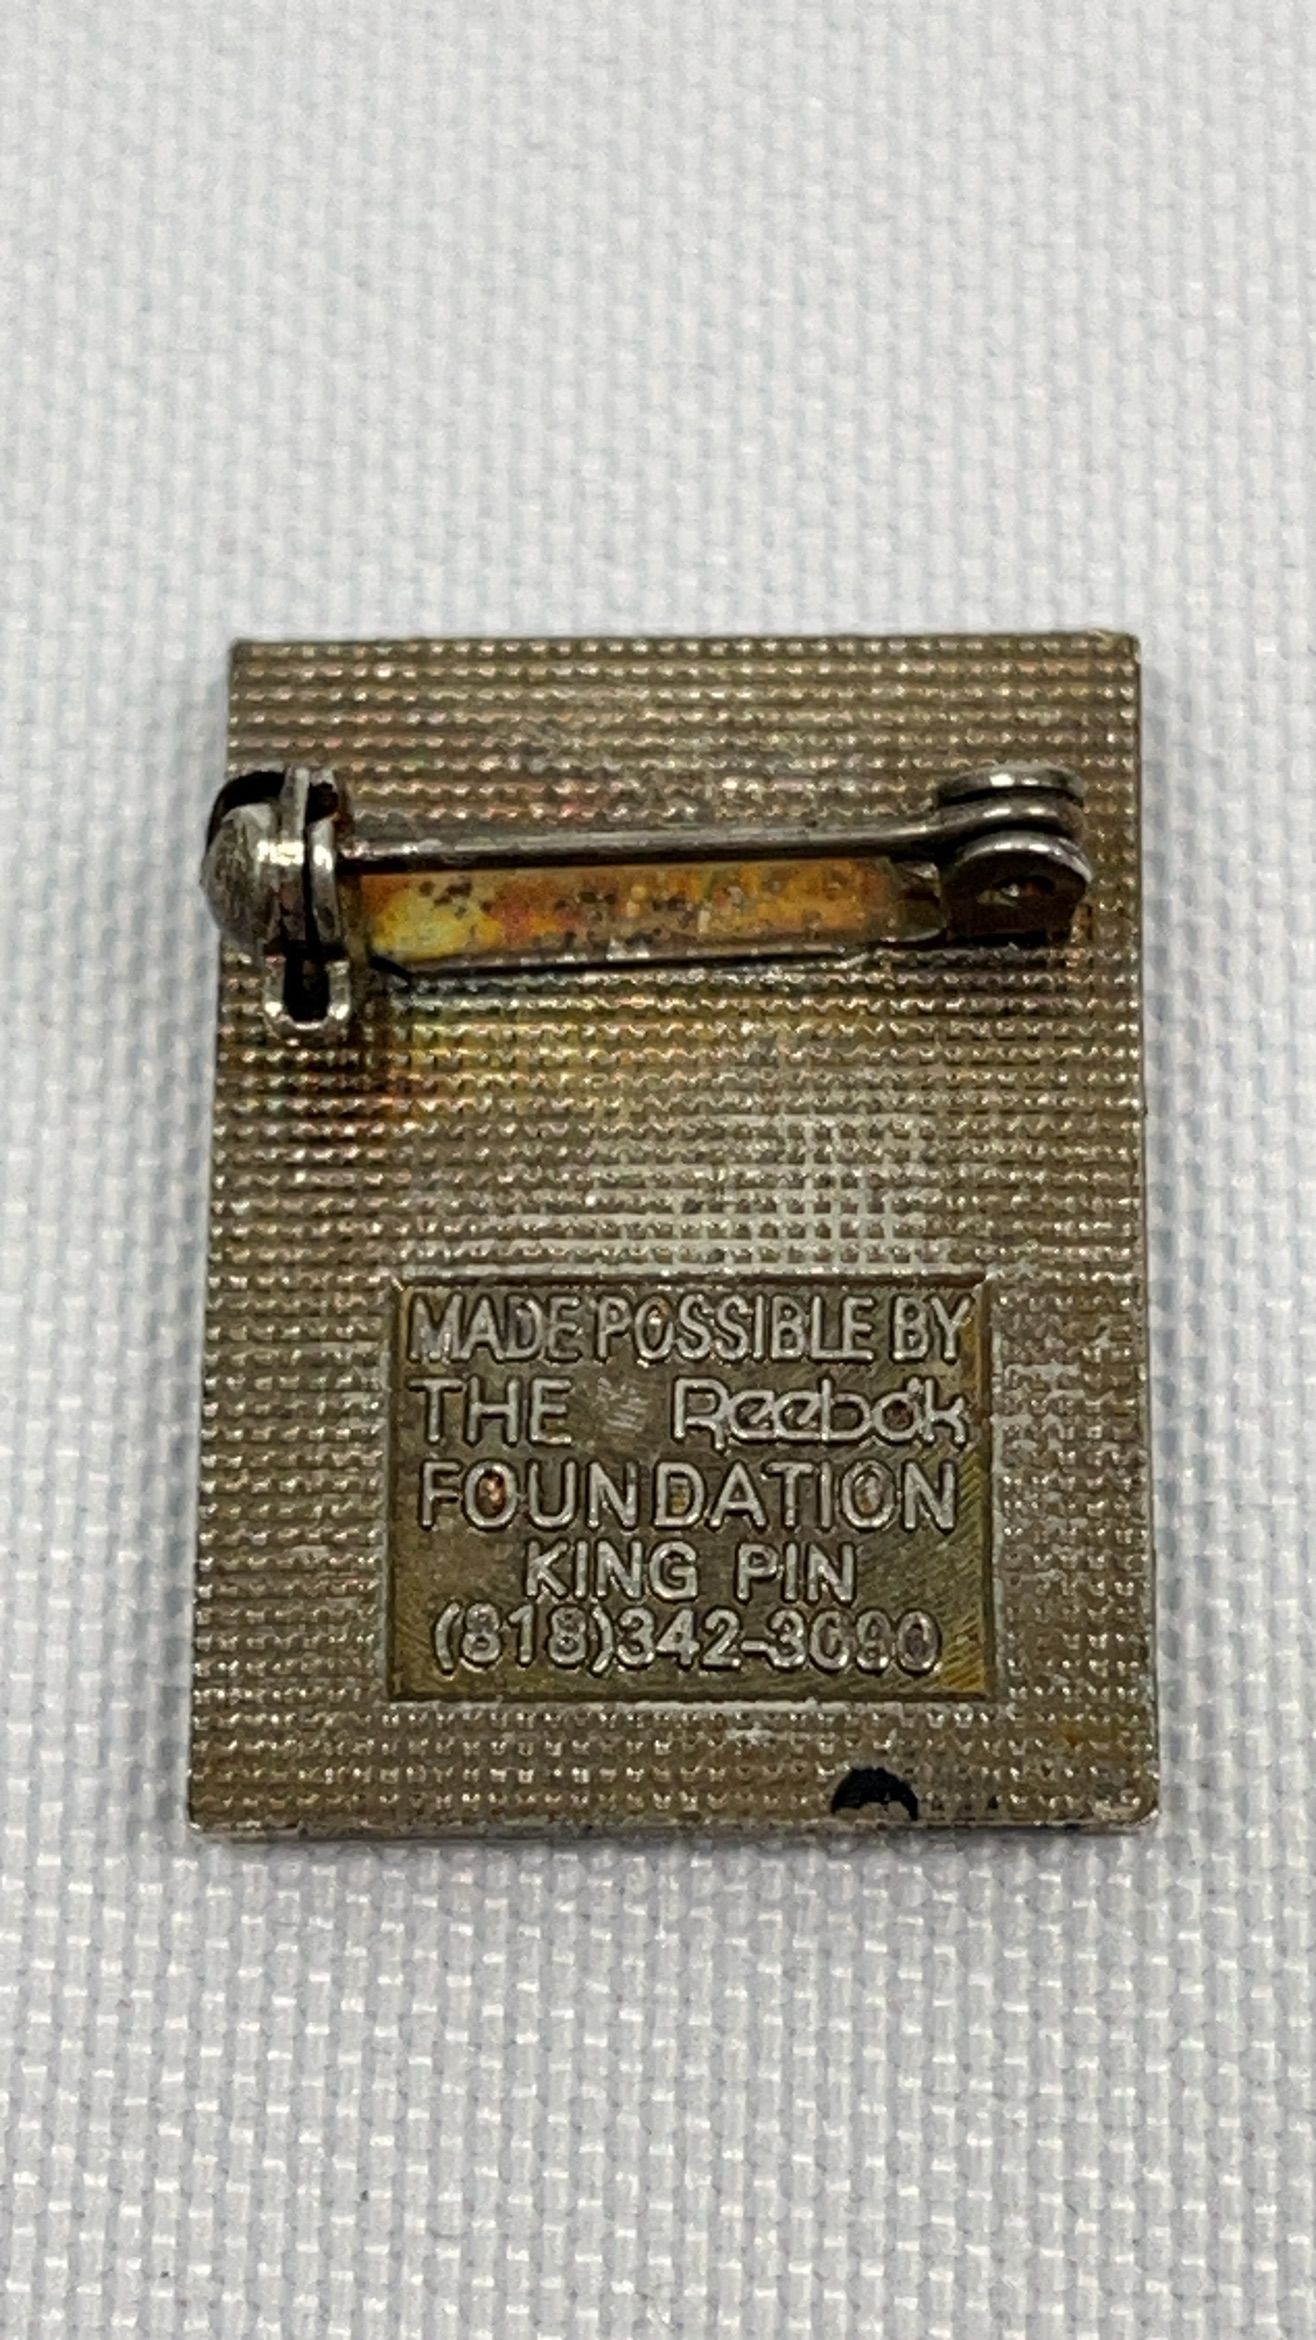 MADE POSSIBLE BY
THE Reebok
FOUNDATION
KING PIN
(818)342-3090